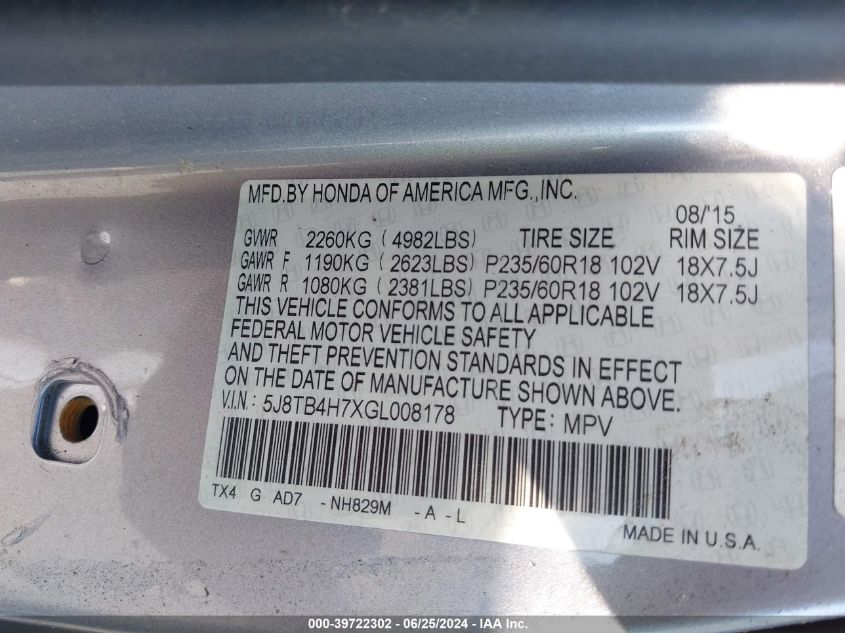 MFD.BY HONDA OF AMERICA MFG.,INC.
08/'15
GVWR 2260KG ( 4982LBS) TIRE SIZE RIM SIZE
GAWR F 1190KG ( 2623LBS) P235/60R18 102V 18X7.5J
GAWR R 1080KG ( 2381LBS) P235/60R18 102V 18X7.5J
THIS VEHICLE CONFORMS TO ALL APPLICABLE
FEDERAL MOTOR VEHICLE SAFETY
AND THEFT PREVENTION STANDARDS IN EFFECT
ON THE DATE OF MANUFACTURE SHOWN ABOVE.
V.I.N: 5J8TB4H7XGL008178 TYPE: MPV
TX4 G AD7 - NH829M - A - L
MADE IN U.S.A.
000-39722302 - 06/25/2024 - IAA Inc.